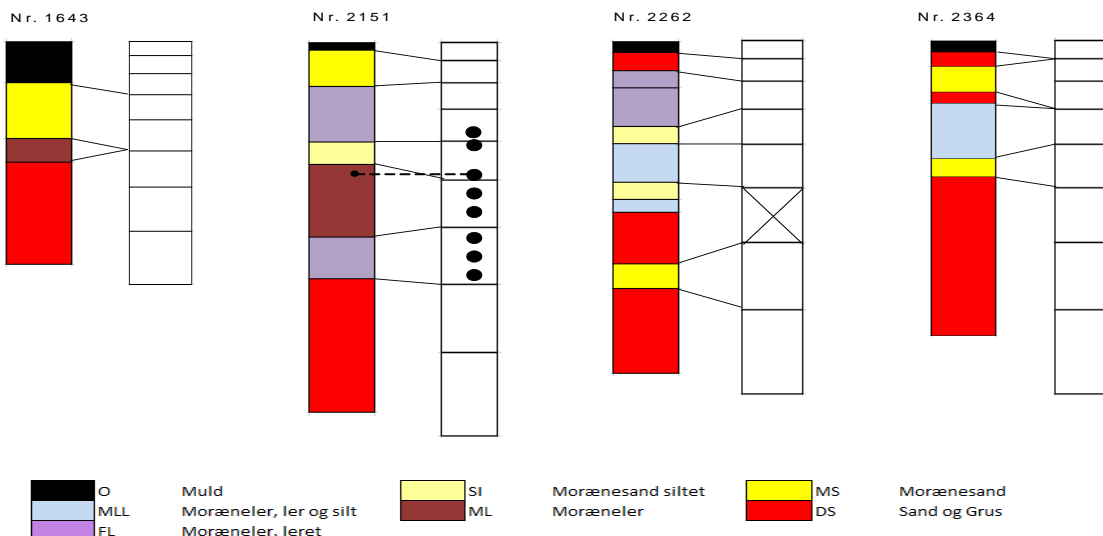 Nr. 1643 Nr. 2151 Nr. 2262 Nr. 2364
O Muld SI Morænesand siltet MS Morænesand
MLL Moræneler, ler og silt ML Moræneler DS Sand og Grus
FL Moræneler, leret